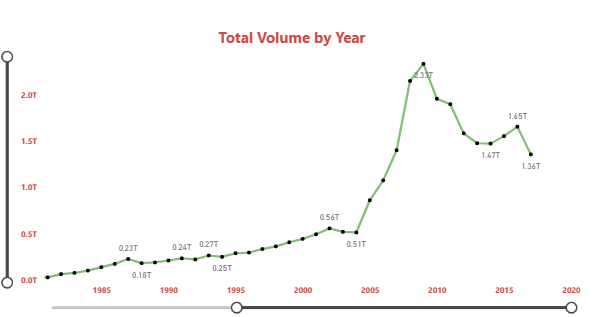 Total Volume by Year
2.33T
2.0T
1.65T
1.5T
1.47T
1.36T
1.0T
0.56T
0.5T
0.51T
0.23T
0.24T
0.27T
0.18T
0.25T
0.0T
1985 1990 1995 2000 2005 2010 2015 2020